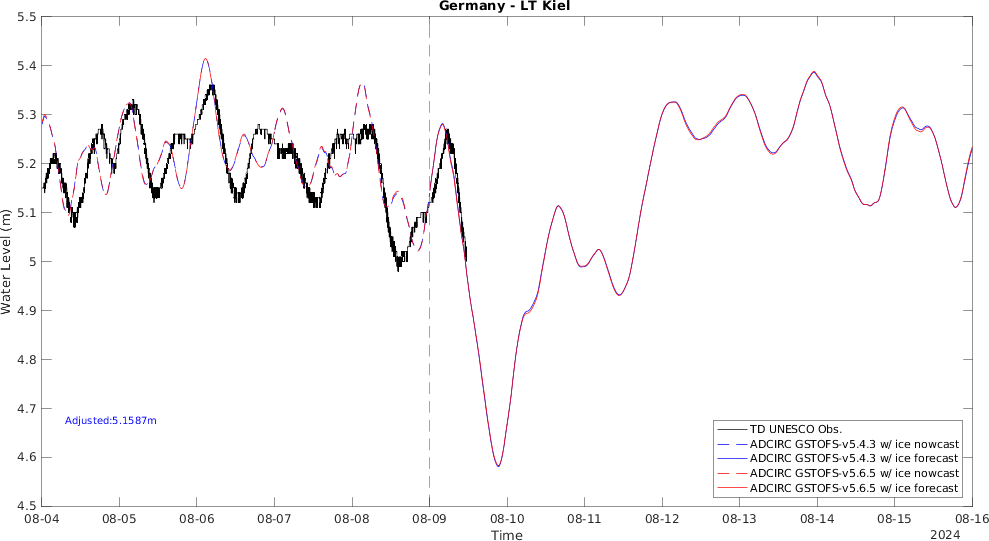 Germany - LT Kiel
5.5
5.4
5.3
5.2
5.1
5
4.9
4.8
4.7
4.6
4.5
Water Level (m)
Adjusted:5.1587m
TD UNESCO Obs.
ADCIRC GSTOFS-v5.4.3 w/ ice nowcast
ADCIRC GSTOFS-v5.4.3 w/ ice forecast
ADCIRC GSTOFS-v5.6.5 w/ ice nowcast
ADCIRC GSTOFS-v5.6.5 w/ ice forecast
08-04 08-05 08-06 08-07 08-08 08-09 08-10 08-11 08-12 08-13 08-14 08-15 08-16
Time
2024